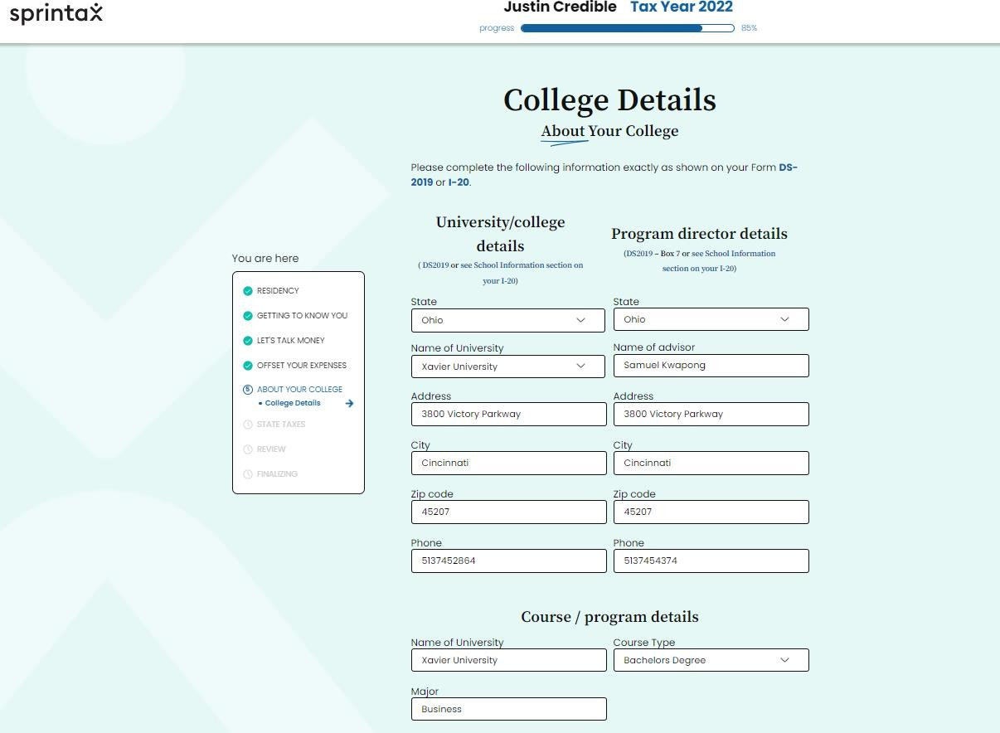 sprintax
Justin Credible Tax Year 2022
progress 85%
College Details
About Your College
Please complete the following information exactly as shown on your Form DS-
2019 or I-20.
University/college
details
( DS2019 or see School Information section on
your I-20)
Program director details
(DS2019 – Box 7 or see School Information
section on your I-20)
You are here
RESIDENCY
GETTING TO KNOW YOU
LET'S TALK MONEY
OFFSET YOUR EXPENSES
5 ABOUT YOUR COLLEGE
• College Details
STATE TAXES
REVIEW
FINALIZING
State State
Ohio Ohio
Name of University Name of advisor
Xavier University Samuel Kwapong
Address Address
3800 Victory Parkway 3800 Victory Parkway
City City
Cincinnati Cincinnati
Zip code Zip code
45207 45207
Phone Phone
5137452864 5137454374
Course / program details
Name of University Course Type
Xavier University Bachelors Degree
Major
Business